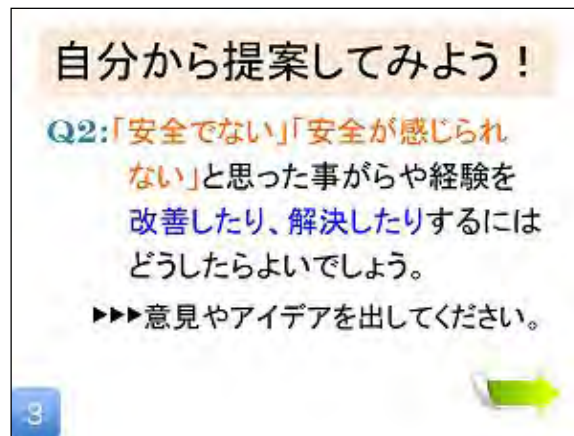 自分から提案してみよう！
Q2:「安全でない」「安全が感じられ
ない」と思った事がらや経験を
改善したり、解決したりするには
どうしたらよいでしょう。
▶▶▶意見やアイデアを出してください。
3